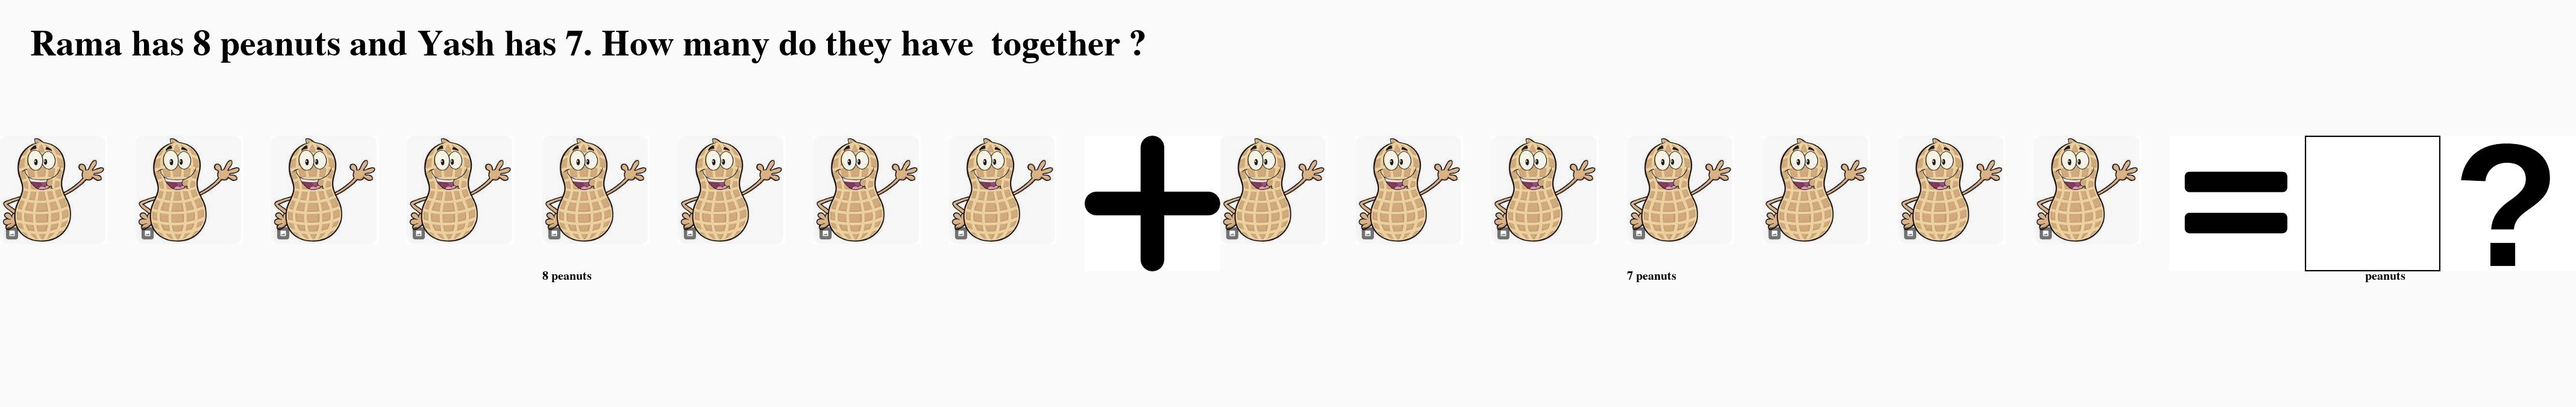 Rama has 8 peanuts and Yash has 7. How many do they have  together ?
+ = ?
8 peanuts 7 peanuts peanuts